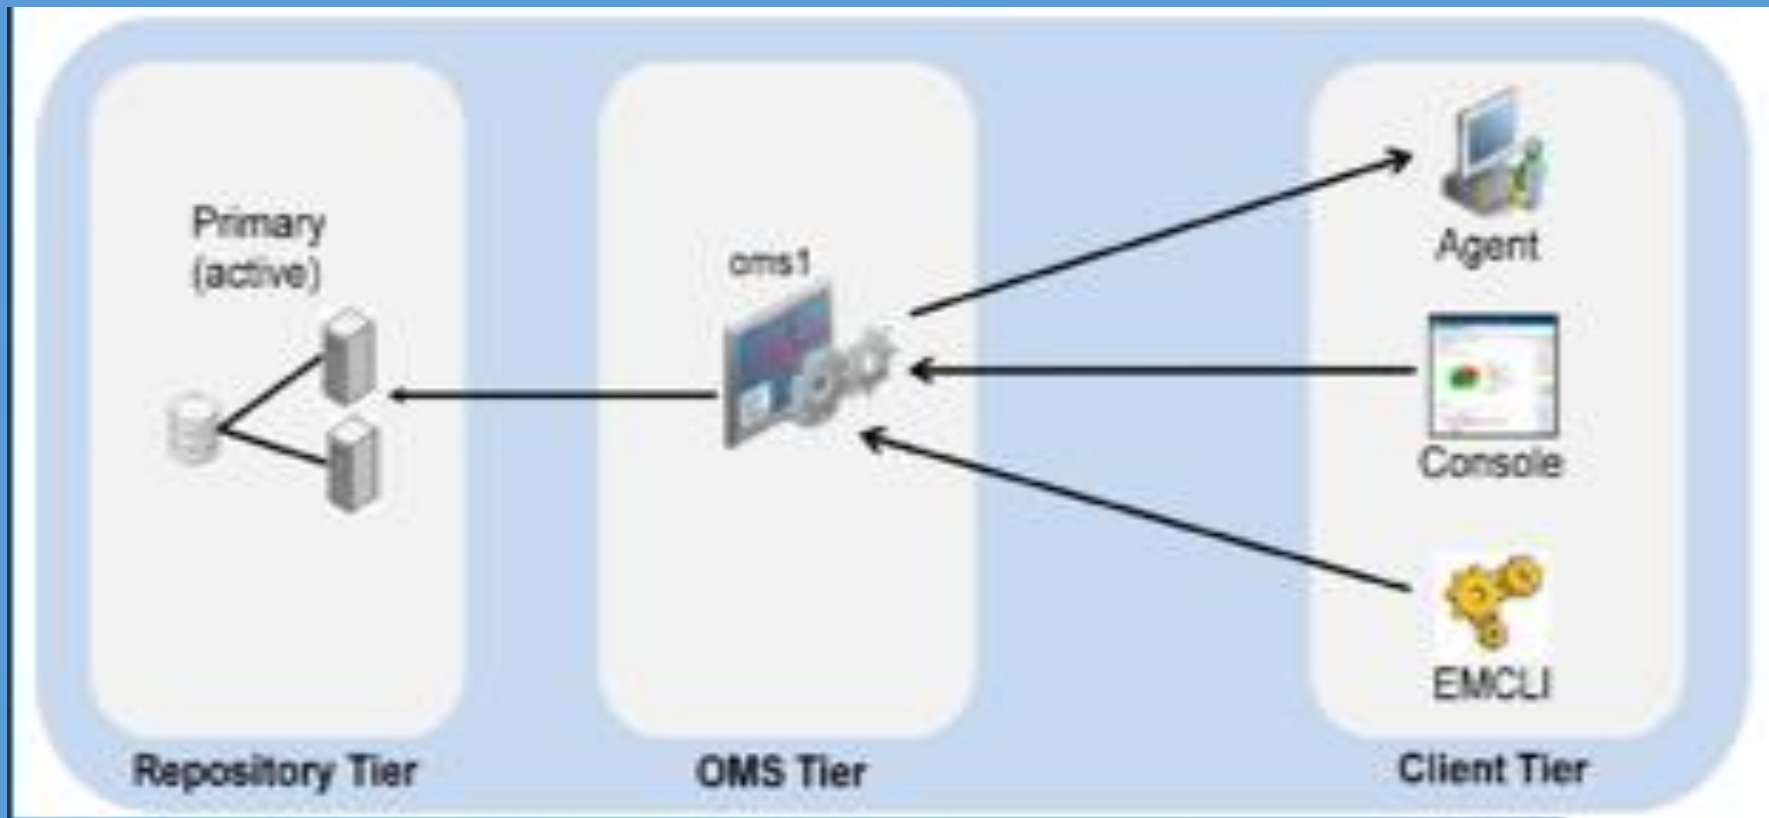 Primary
(active)
oms1
Agent
Console
EMCLI
Repository Tier
OMS Tier
Client Tier